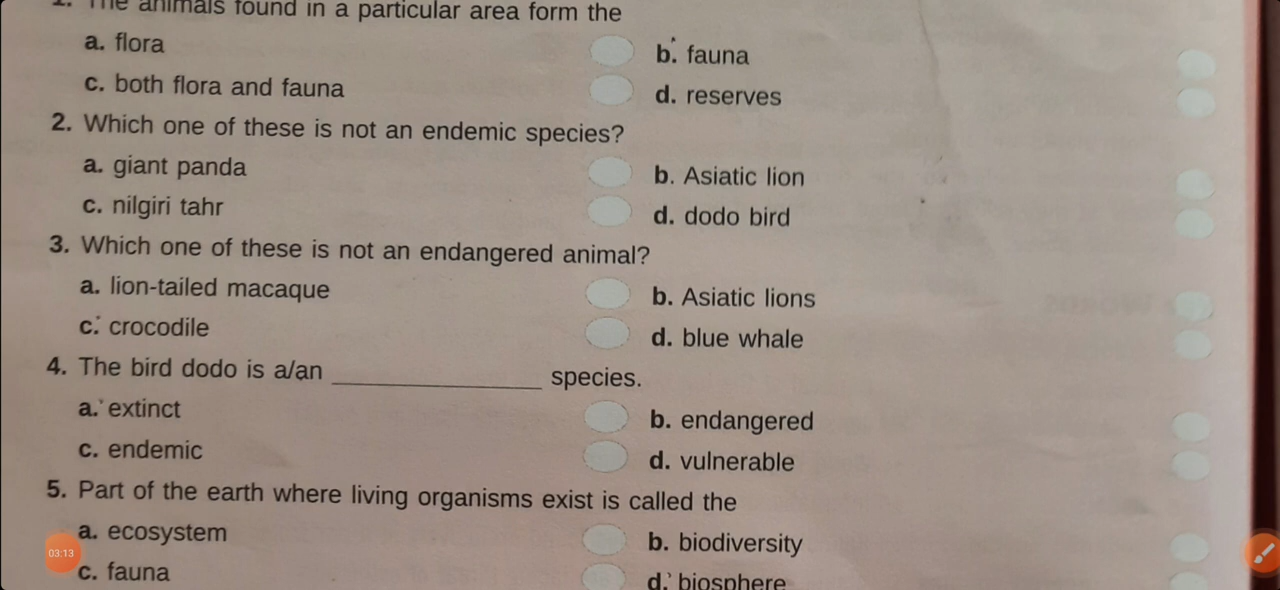 1. The animals found in a particular area form the
a. flora
b. fauna
c. both flora and fauna
d. reserves
2. Which one of these is not an endemic species?
a. giant panda
b. Asiatic lion
c. nilgiri tahr
d. dodo bird
3. Which one of these is not an endangered animal?
a. lion-tailed macaque
b. Asiatic lions
c. crocodile
d. blue whale
4. The bird dodo is a/an ____________ species.
a. extinct
b. endangered
c. endemic
d. vulnerable
5. Part of the earth where living organisms exist is called the
a. ecosystem
b. biodiversity
03:13
c. fauna
d. biosphere